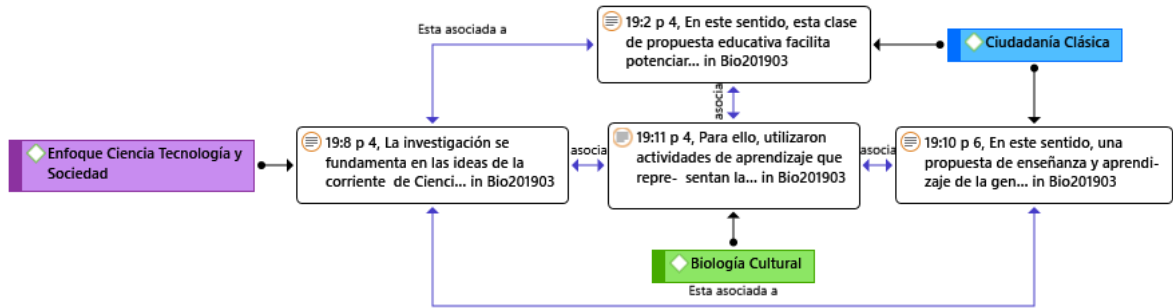 Esta asociada a
19:2 p 4, En este sentido, esta clase
de propuesta educativa facilita
potenciar... in Bio201903
Ciudadanía Clásica
asocia
Enfoque Ciencia Tecnología y
Sociedad
19:8 p 4, La investigación se
fundamenta en las ideas de la
corriente de Cienci... in Bio201903
asocia
19:11 p 4, Para ello, utilizaron
actividades de aprendizaje que
repre- sentan la... in Bio201903
asocia
19:10 p 6, En este sentido, una
propuesta de enseñanza y aprendi-
zaje de la gen... in Bio201903
Biología Cultural
Esta asociada a